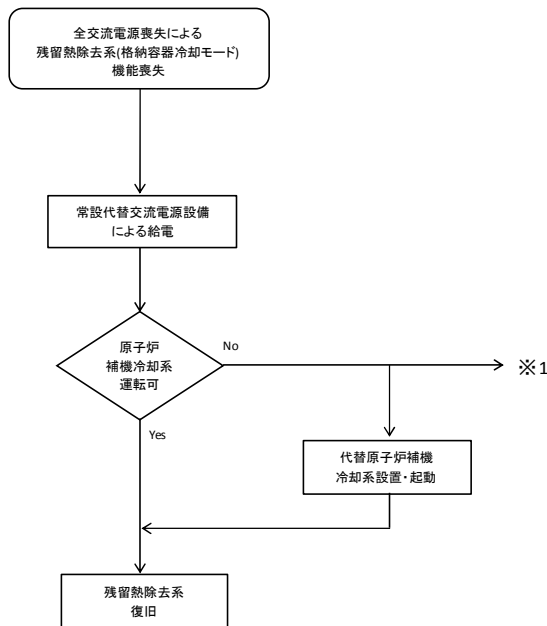 全交流電源喪失による
残留熱除去系(格納容器冷却モード)
機能喪失
常設代替交流電源設備
による給電
原子炉
補機冷却系
運転可
No
※1
Yes
代替原子炉補機
冷却系設置・起動
残留熱除去系
復旧